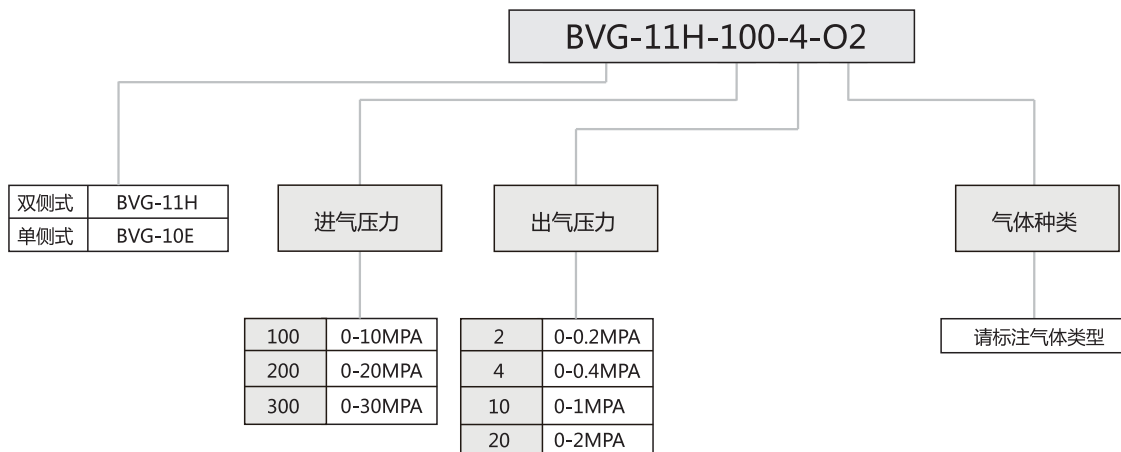 BVG-11H-100-4-O2
双侧式 BVG-11H
单侧式 BVG-10E
进气压力
出气压力
气体种类
100 0-10MPA
200 0-20MPA
300 0-30MPA
2 0-0.2MPA
4 0-0.4MPA
10 0-1MPA
20 0-2MPA
请标注气体类型